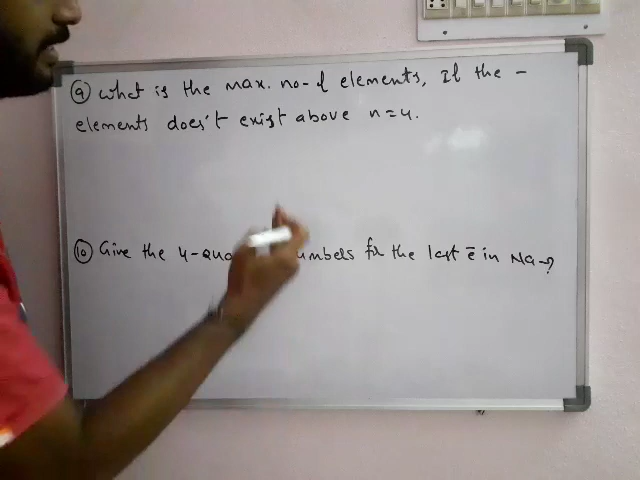 9 What is the max. no-of elements, If the -
elements does't exist above n=4.
10 Give the 4-qua umbers for the last e̅ in Na→?